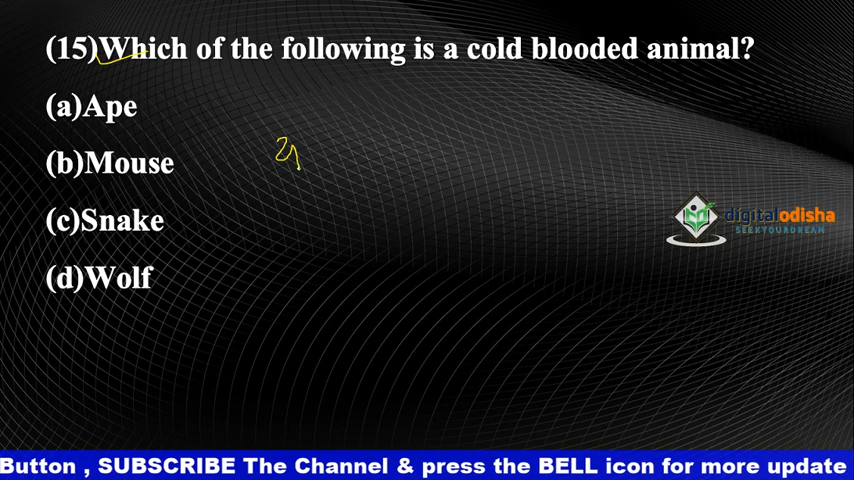 (15)Which of the following is a cold blooded animal?
(a)Ape
(b)Mouse
(c)Snake
(d)Wolf
digitalodisha
SEEKYOURDREAM
Button , SUBSCRIBE The Channel & press the BELL icon for more update